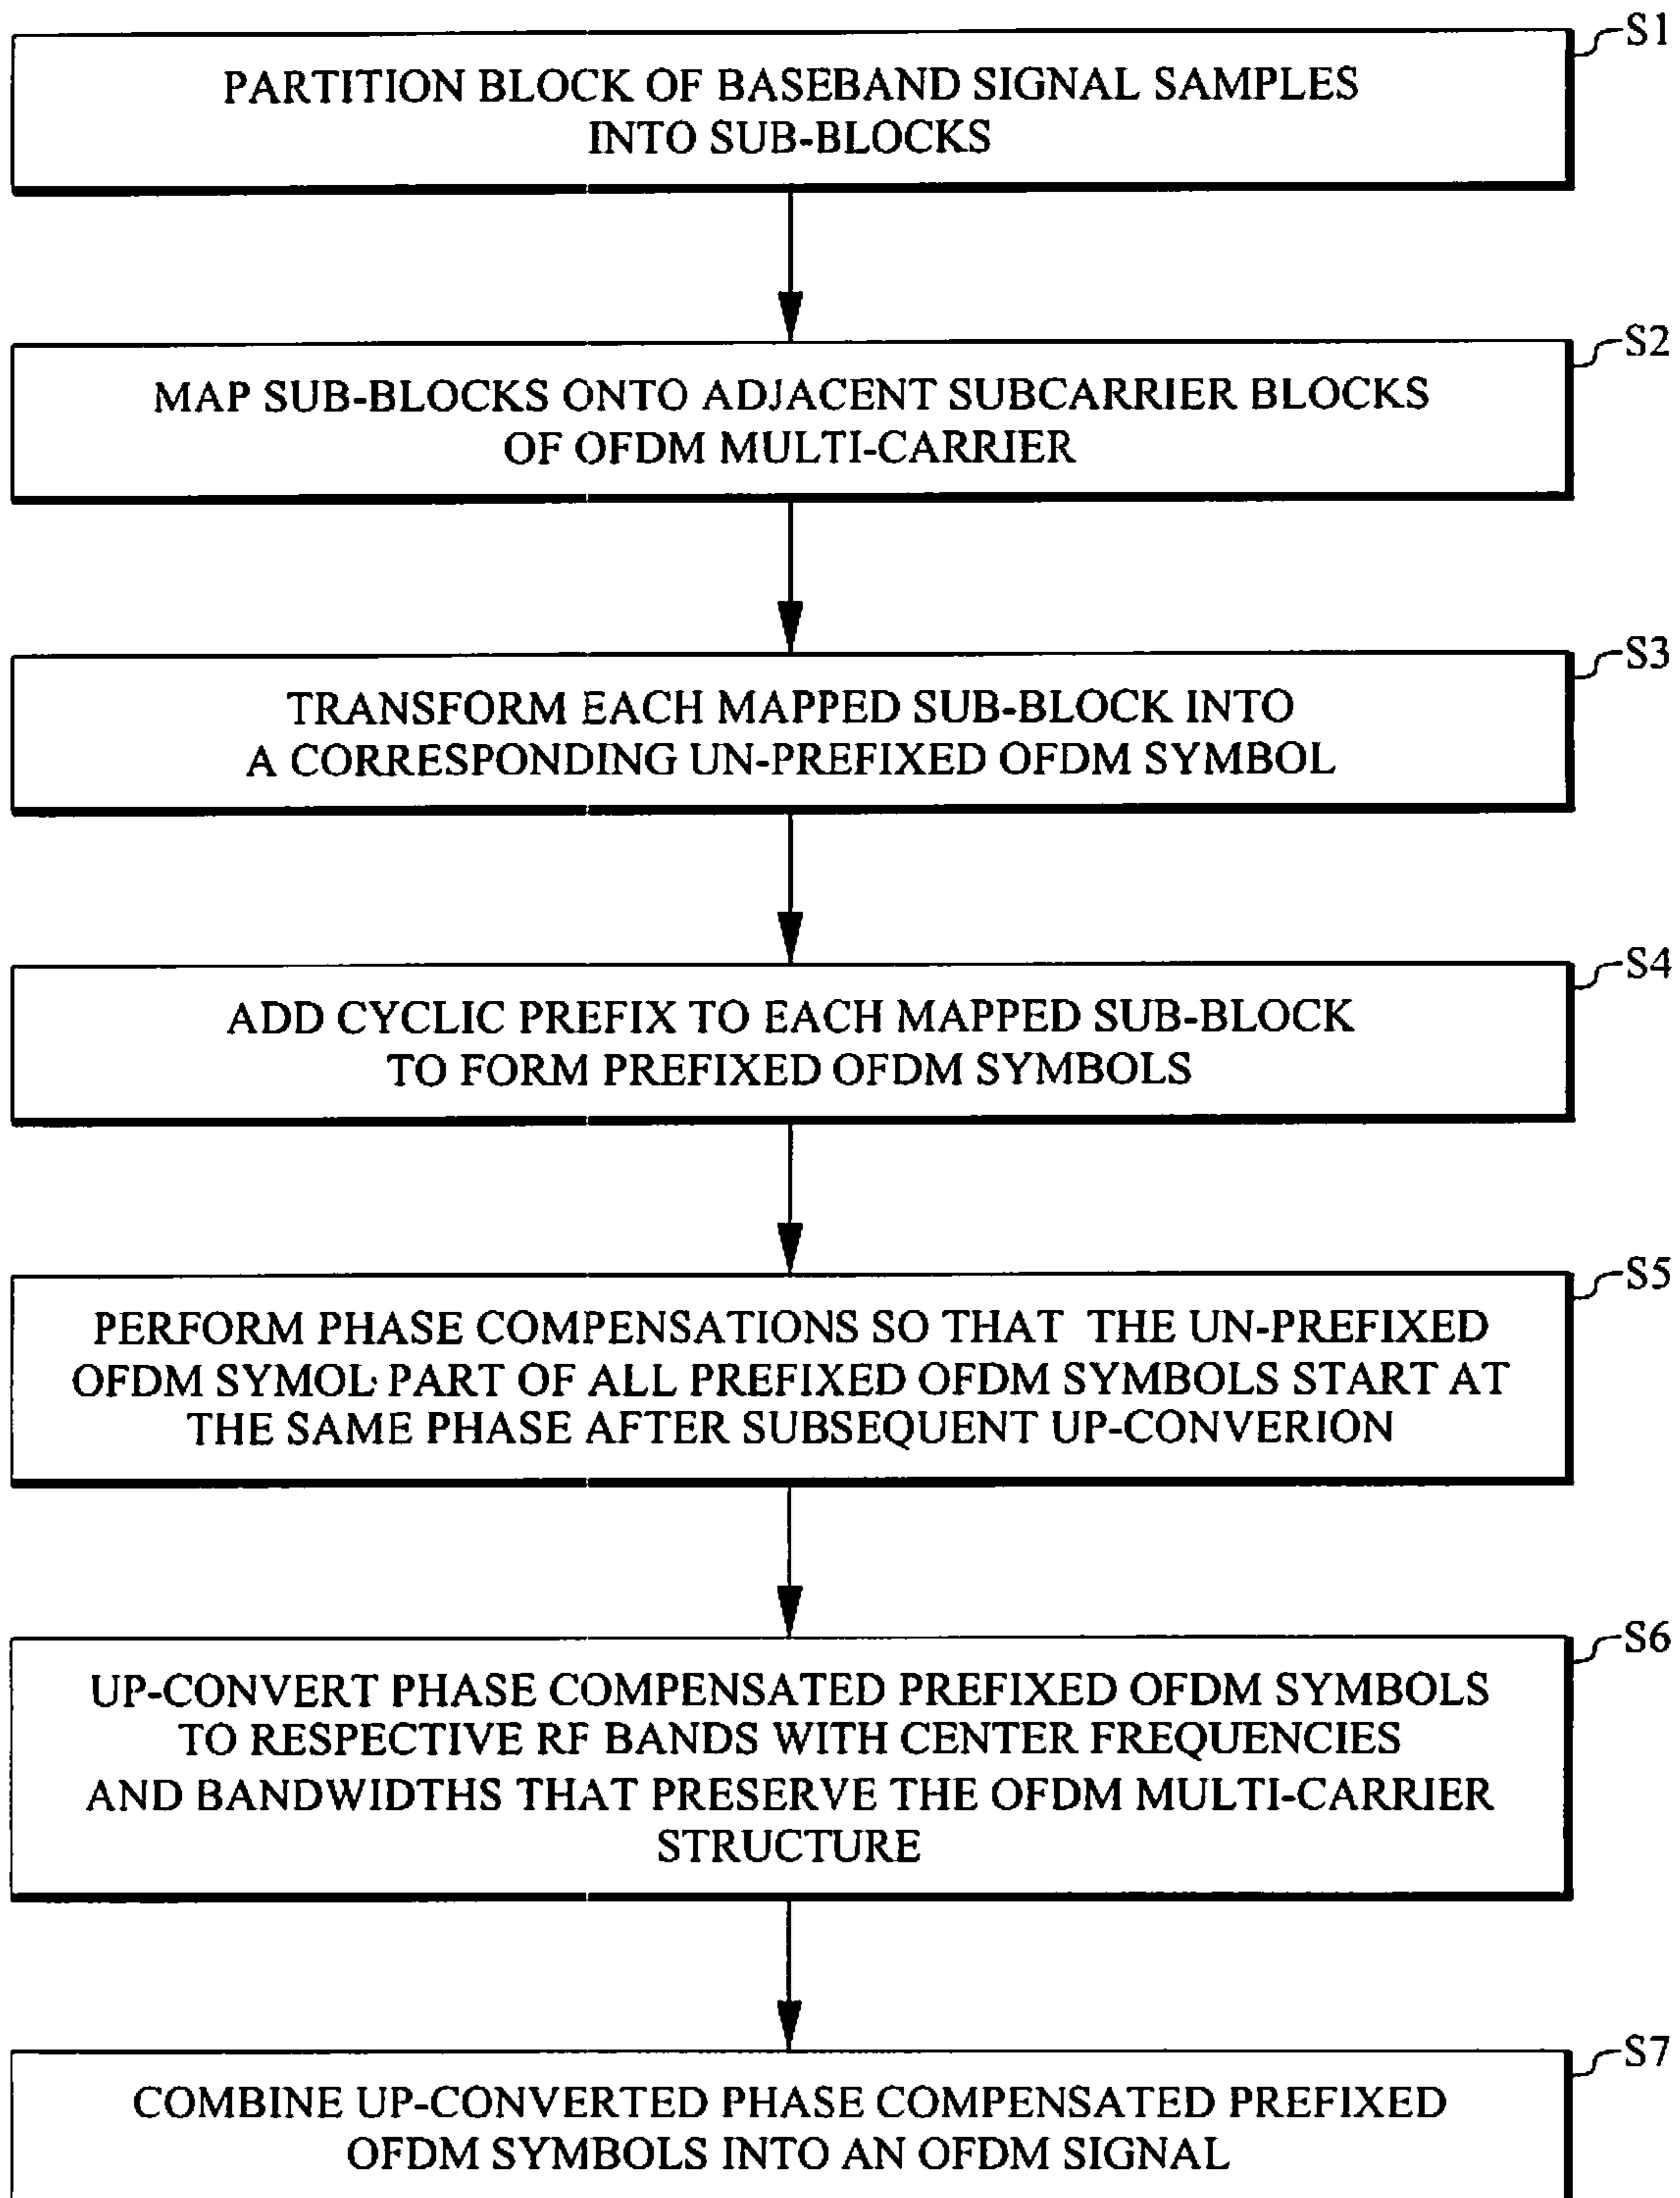 S1
PARTITION BLOCK OF BASEBAND SIGNAL SAMPLES
INTO SUB-BLOCKS
S2
MAP SUB-BLOCKS ONTO ADJACENT SUBCARRIER BLOCKS
OF OFDM MULTI-CARRIER
S3
TRANSFORM EACH MAPPED SUB-BLOCK INTO
A CORRESPONDING UN-PREFIXED OFDM SYMBOL
S4
ADD CYCLIC PREFIX TO EACH MAPPED SUB-BLOCK
TO FORM PREFIXED OFDM SYMBOLS
S5
PERFORM PHASE COMPENSATIONS SO THAT THE UN-PREFIXED
OFDM SYMOL PART OF ALL PREFIXED OFDM SYMBOLS START AT
THE SAME PHASE AFTER SUBSEQUENT UP-CONVERION
S6
UP-CONVERT PHASE COMPENSATED PREFIXED OFDM SYMBOLS
TO RESPECTIVE RF BANDS WITH CENTER FREQUENCIES
AND BANDWIDTHS THAT PRESERVE THE OFDM MULTI-CARRIER
STRUCTURE
S7
COMBINE UP-CONVERTED PHASE COMPENSATED PREFIXED
OFDM SYMBOLS INTO AN OFDM SIGNAL